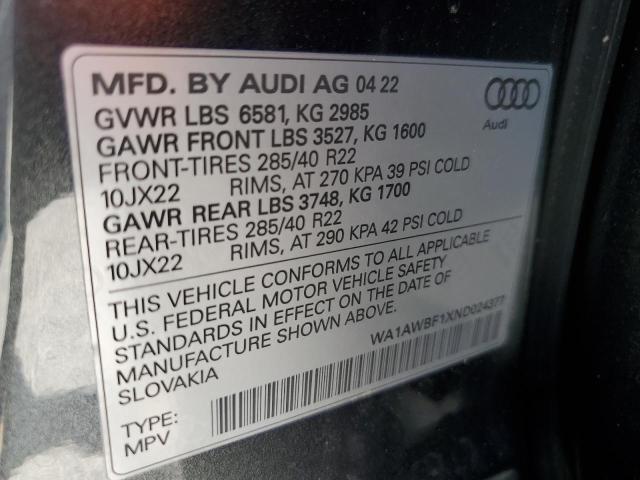 MFD. BY AUDI AG 04 22
GVWR LBS 6581, KG 2985
GAWR FRONT LBS 3527, KG 1600
FRONT-TIRES 285/40 R22
10JX22 RIMS, AT 270 KPA 39 PSI COLD
GAWR REAR LBS 3748, KG 1700
REAR-TIRES 285/40 R22
10JX22 RIMS, AT 290 KPA 42 PSI COLD
Audi
THIS VEHICLE CONFORMS TO ALL APPLICABLE
U.S. FEDERAL MOTOR VEHICLE SAFETY
STANDARDS IN EFFECT ON THE DATE OF
MANUFACTURE SHOWN ABOVE.
SLOVAKIA
WA1AWBF1XND024377
TYPE:
MPV